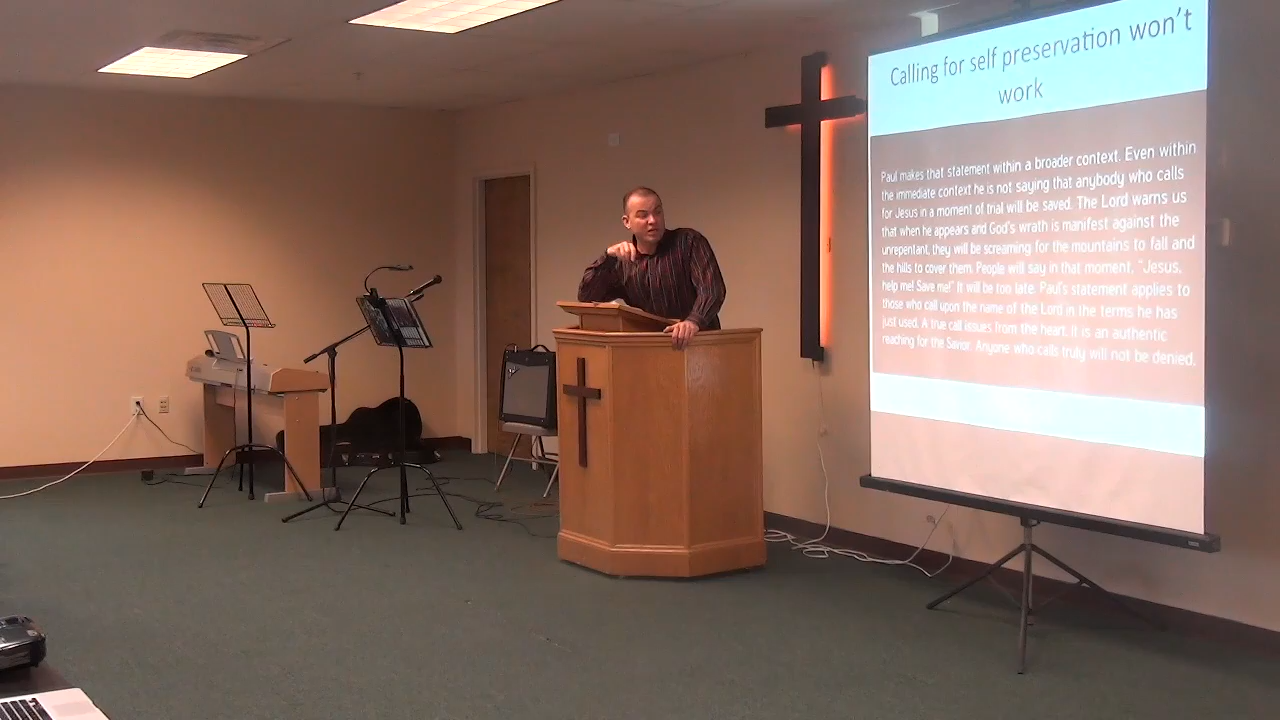 Calling for self preservation won't
work
Paul makes that statement within a broader context. Even within
the immediate context he is not saying that anybody who calls
for Jesus in a moment of trial will be saved. The Lord warns us
that when he appears and God's wrath is manifest against the
unrepentant, they will be screaming for the mountains to fall and
the hills to cover them. People will say in that moment, "Jesus,
help me! Save me!" It will be too late. Paul's statement applies to
those who call upon the name of the Lord in the terms he has
just used. A true call issues from the heart. It is an authentic
reaching for the Savior. Anyone who calls truly will not be denied.